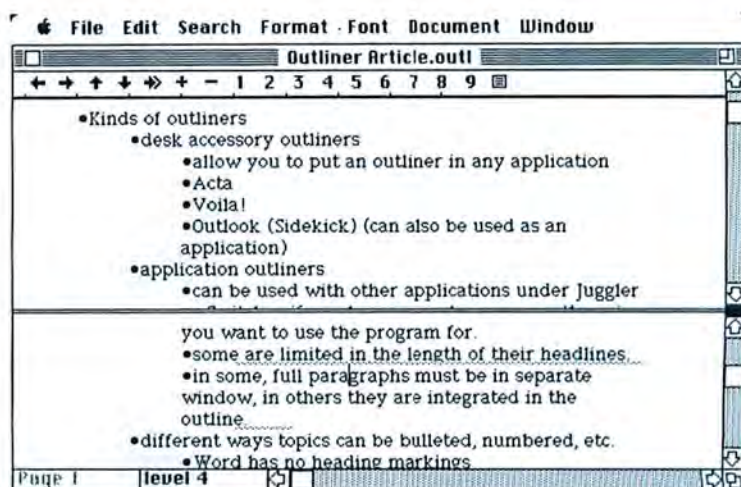 File Edit Search Format Font Document Window
Outliner Article.outl
1 2 3 4 5 6 7 8 9
•Kinds of outliners
•desk accessory outliners
•allow you to put an outliner in any application
•Acta
•Voila!
•Outlook (Sidekick) (can also be used as an
application)
•application outliners
•can be used with other applications under Juggler
you want to use the program for.
•some are limited in the length of their headlines.
•in some, full paragraphs must be in separate
window, in others they are integrated in the
outline.
•different ways topics can be bulleted, numbered, etc.
•Word has no heading markings
Page 1 level 4